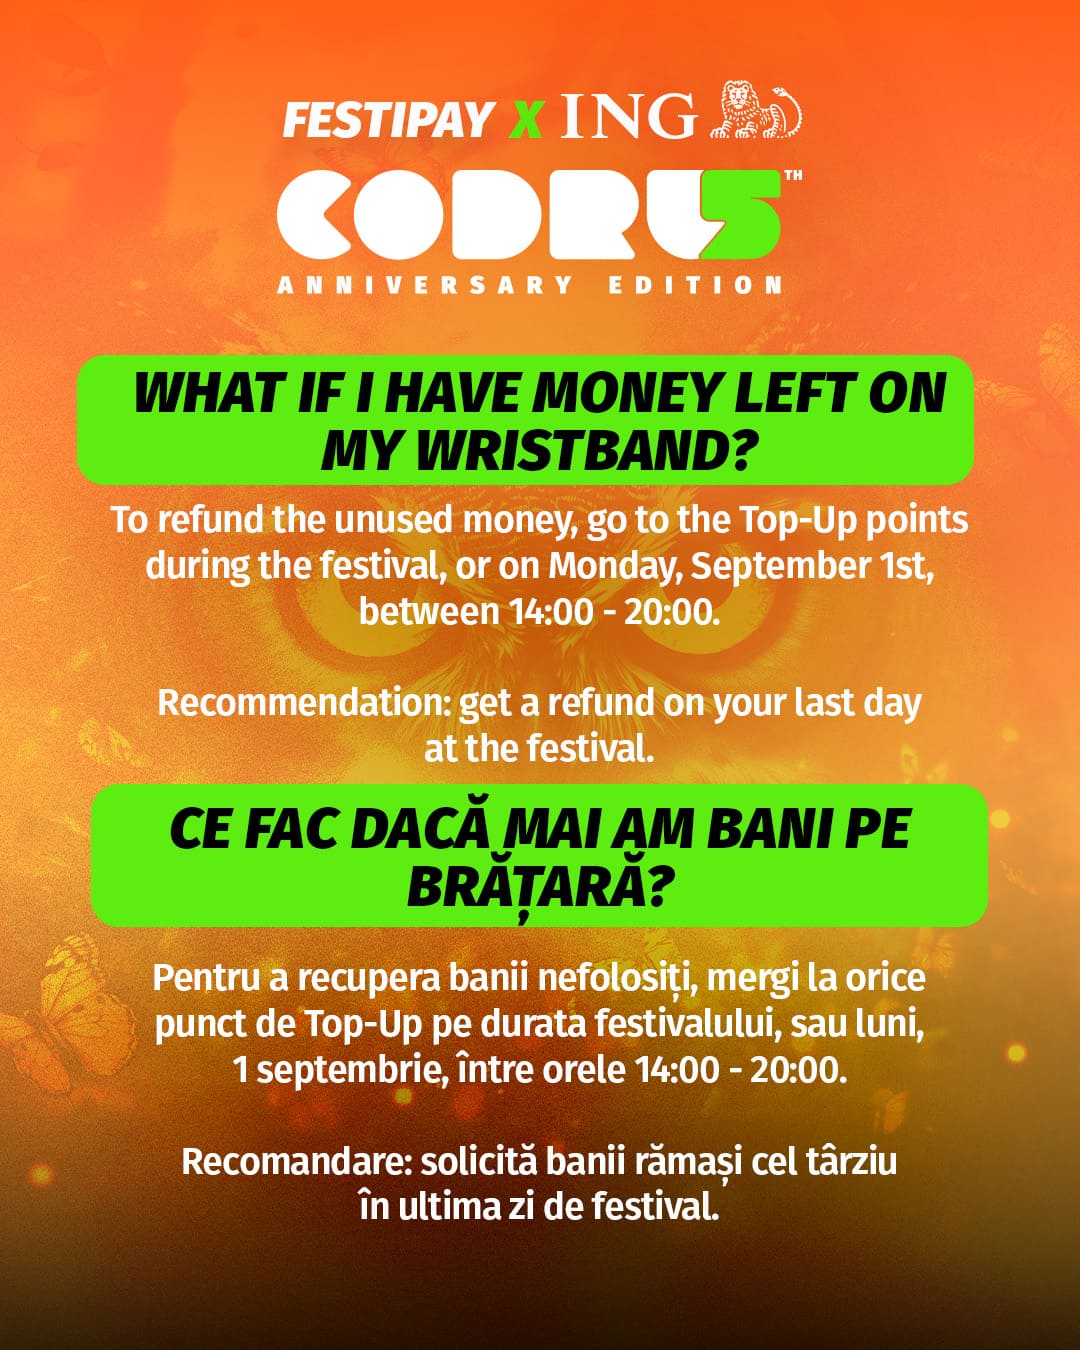 FESTIPAY X ING
CODRU5TH
ANNIVERSARY EDITION
WHAT IF I HAVE MONEY LEFT ON
MY WRISTBAND?
To refund the unused money, go to the Top-Up points
during the festival, or on Monday, September 1st,
between 14:00 - 20:00.
Recommendation: get a refund on your last day
at the festival.
CE FAC DACĂ MAI AM BANI PE
BRĂȚARĂ?
Pentru a recupera banii nefolosiți, mergi la orice
punct de Top-Up pe durata festivalului, sau luni,
1 septembrie, între orele 14:00 - 20:00.
Recomandare: solicită banii rămași cel târziu
în ultima zi de festival.